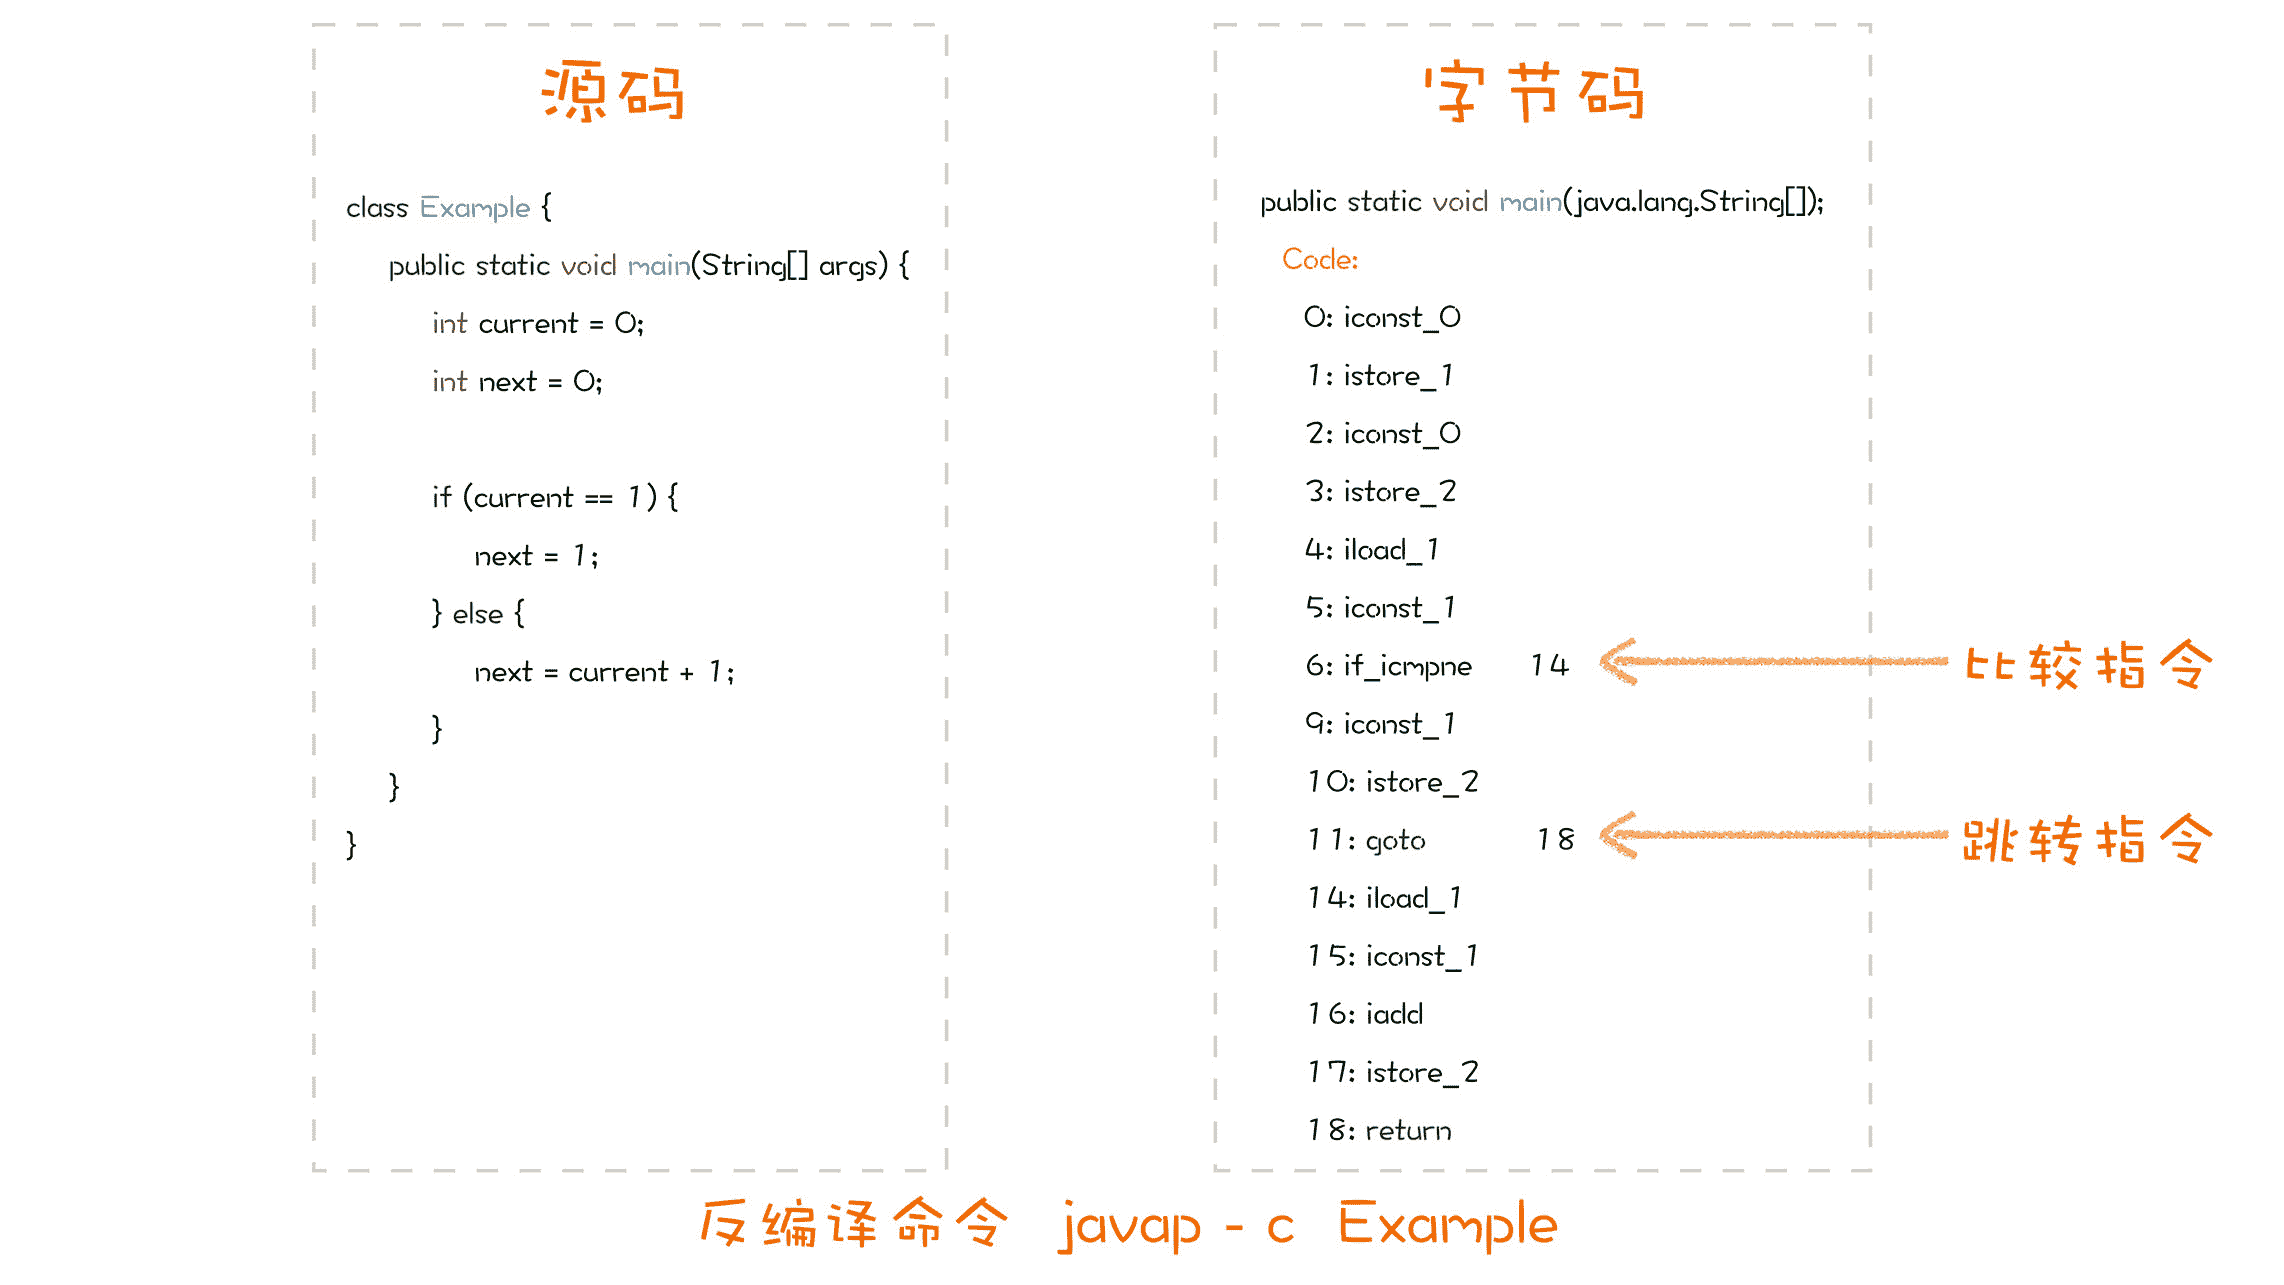 源码
class Example {
public static void main(String[] args) {
int current = 0;
int next = 0;
if (current == 1) {
next = 1;
} else {
next = current + 1;
}
}
}
字节码
public static void main(java.lang.String[]);
Code:
0: iconst_0
1: istore_1
2: iconst_0
3: istore_2
4: iload_1
5: iconst_1
6: if_icmpne 14
比较指令
9: iconst_1
10: istore_2
11: goto 18
跳转指令
14: iload_1
15: iconst_1
16: iadd
17: istore_2
18: return
反编译命令 javap - c Example